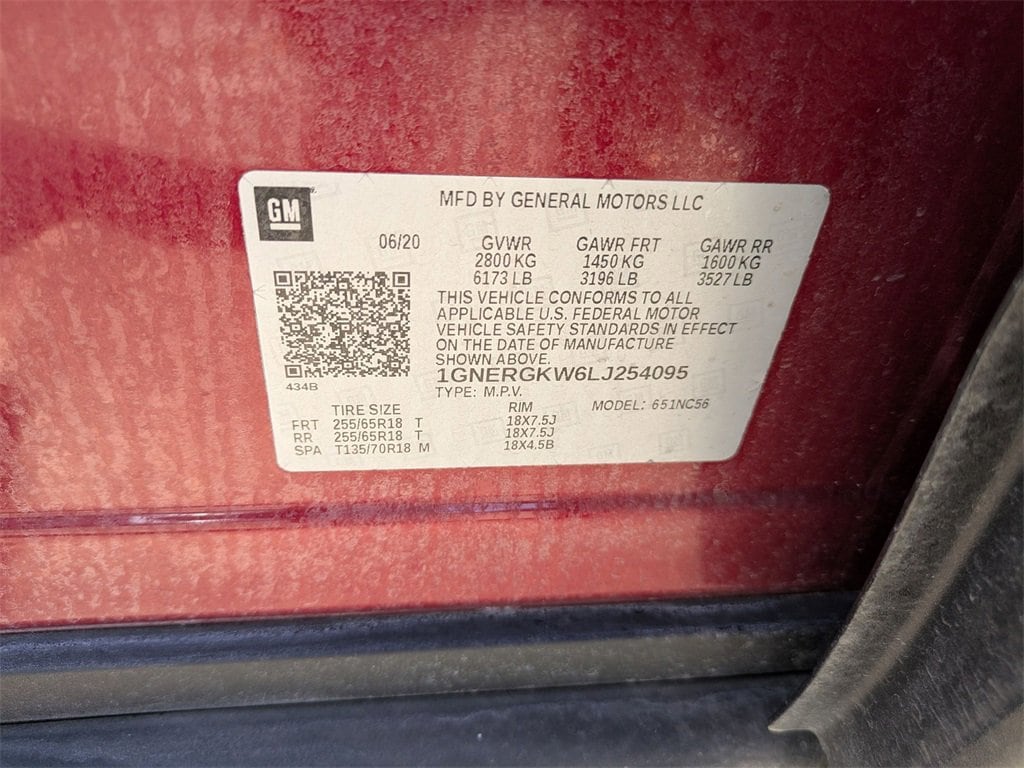 GM
MFD BY GENERAL MOTORS LLC
06/20 GVWR GAWR FRT GAWR RR
2800 KG 1450 KG 1600 KG
6173 LB 3196 LB 3527 LB
THIS VEHICLE CONFORMS TO ALL
APPLICABLE U.S. FEDERAL MOTOR
VEHICLE SAFETY STANDARDS IN EFFECT
ON THE DATE OF MANUFACTURE
SHOWN ABOVE.
434B
1GNERGKW6LJ254095
TYPE: M.P.V. MODEL: 651NC56
TIRE SIZE RIM
FRT 255/65R18 T 18X7.5J
RR 255/65R18 T 18X7.5J
SPA T135/70R18 M 18X4.5B